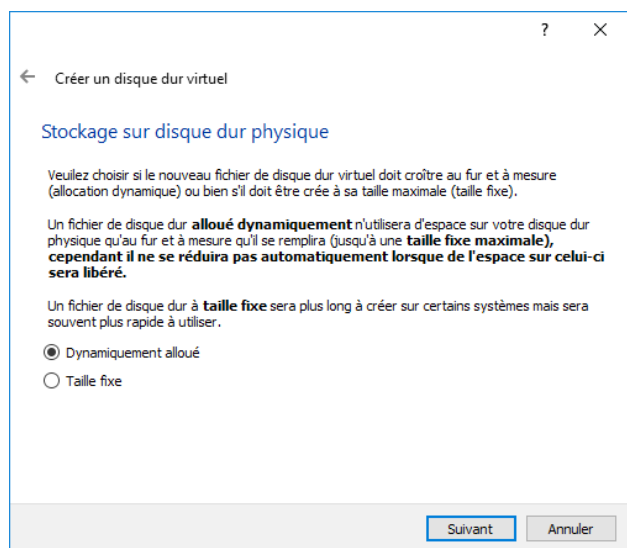 ?
Créer un disque dur virtuel
Stockage sur disque dur physique
Veuilez choisir si le nouveau fichier de disque dur virtuel doit croître au fur et à mesure
(allocation dynamique) ou bien s'il doit être crée à sa taille maximale (taille fixe).
Un fichier de disque dur alloué dynamiquement n'utilisera d'espace sur votre disque dur
physique qu'au fur et à mesure qu'il se remplira (jusqu'à une taille fixe maximale),
cependant il ne se réduira pas automatiquement lorsque de l'espace sur celui-ci
sera libéré.
Un fichier de disque dur à taille fixe sera plus long à créer sur certains systèmes mais sera
souvent plus rapide à utiliser.
Dynamiquement alloué
Taille fixe
Suivant Annuler